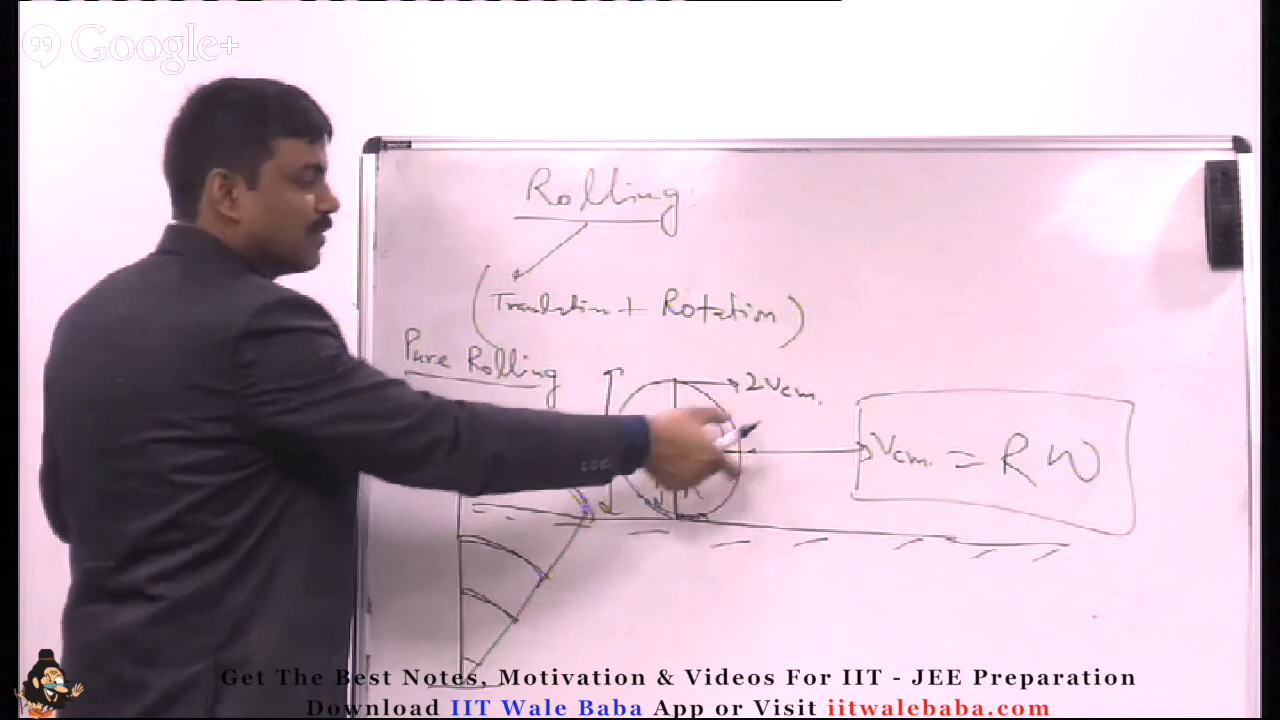 Google+
Rolling
(Translation + Rotation)
Pure Rolling
2Vcm.
Vcm. = RW
Get The Best Notes, Motivation & Videos For IIT - JEE Preparation
Download IIT Wale Baba App or Visit iitwalebaba.com